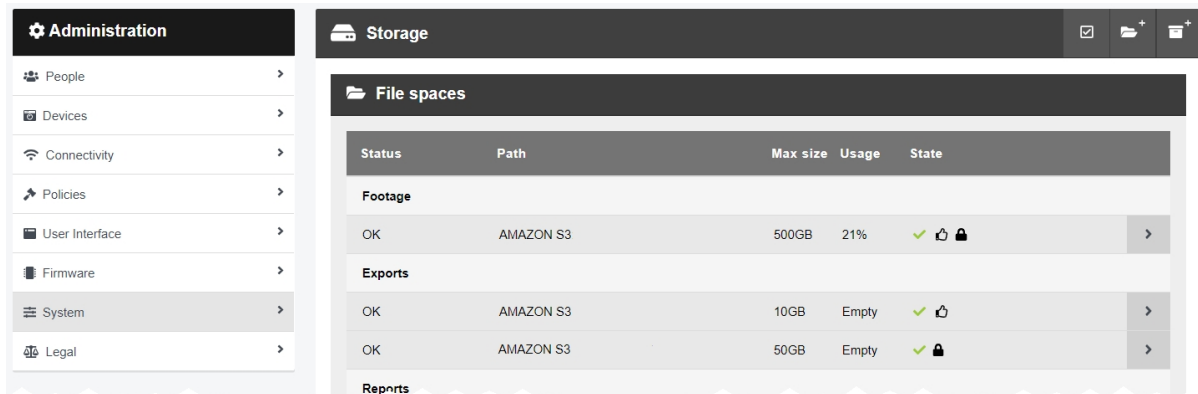 Administration
People
Devices
Connectivity
Policies
User Interface
Firmware
System
Legal
Storage
File spaces
Status Path Max size Usage State
Footage
OK AMAZON S3 500GB 21%
Exports
OK AMAZON S3 10GB Empty
OK AMAZON S3 50GB Empty
Reports